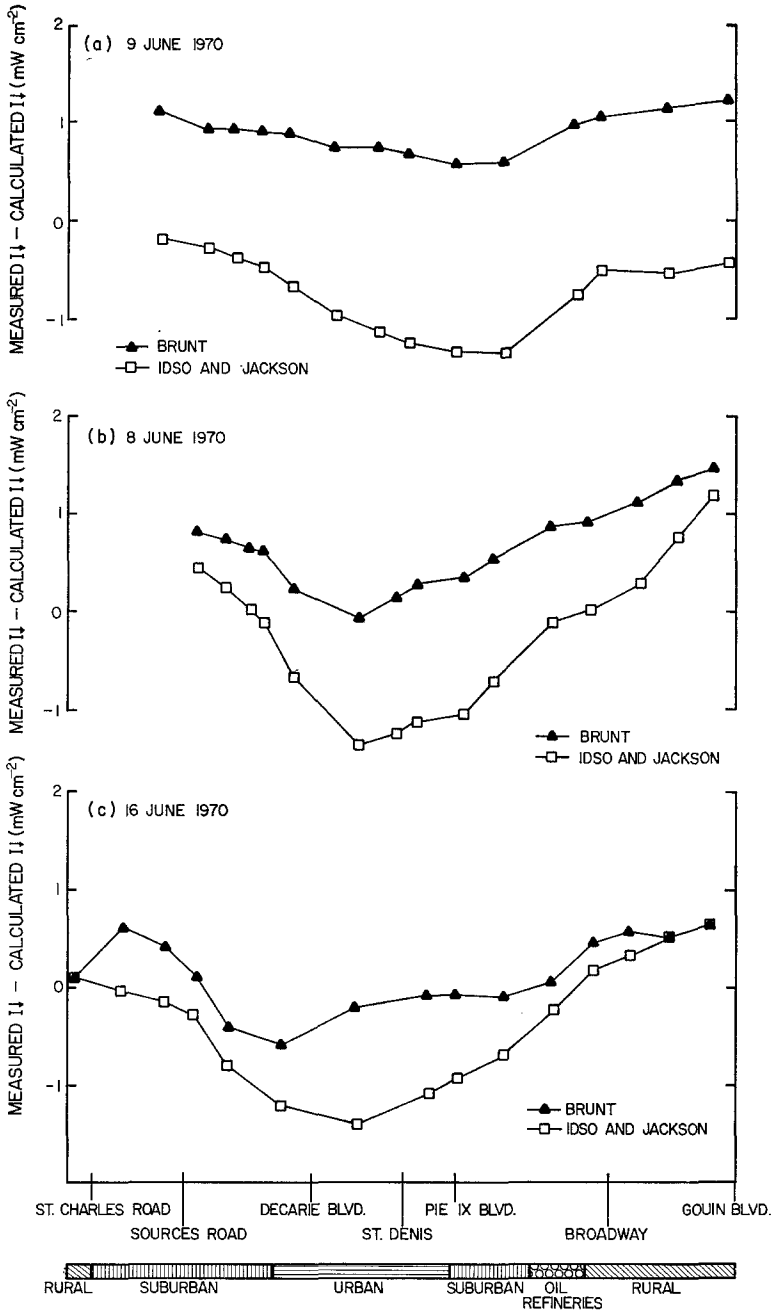 MEASURED I↓ – CALCULATED I↓ (mW cm⁻²)
2
1
0
-1
(a) 9 JUNE 1970
BRUNT
IDSO AND JACKSON
MEASURED I↓ – CALCULATED I↓ (mW cm⁻²)
2
1
0
-1
(b) 8 JUNE 1970
BRUNT
IDSO AND JACKSON
MEASURED I↓ – CALCULATED I↓ (mW cm⁻²)
2
1
0
-1
(c) 16 JUNE 1970
BRUNT
IDSO AND JACKSON
ST. CHARLES ROAD DECARIE BLVD. PIE IX BLVD. GOUIN BLVD.
SOURCES ROAD ST. DENIS BROADWAY
RURAL SUBURBAN URBAN SUBURBAN OIL RURAL
REFINERIES